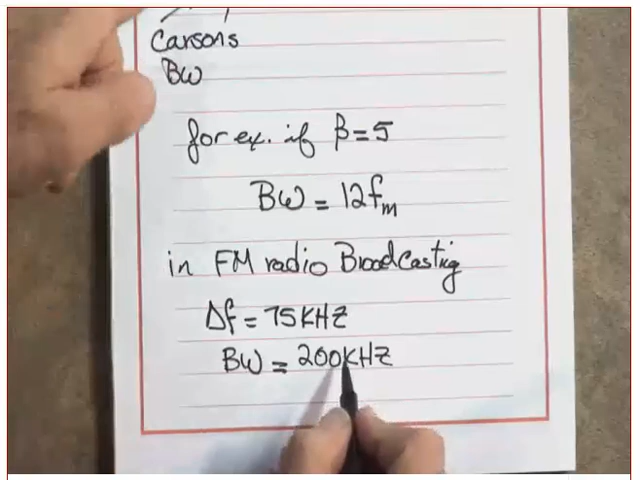 Carsons
BW
for ex. if β=5
BW = 12fm
in FM radio Broadcasting
Δf = 75KHZ
BW = 200KHZ